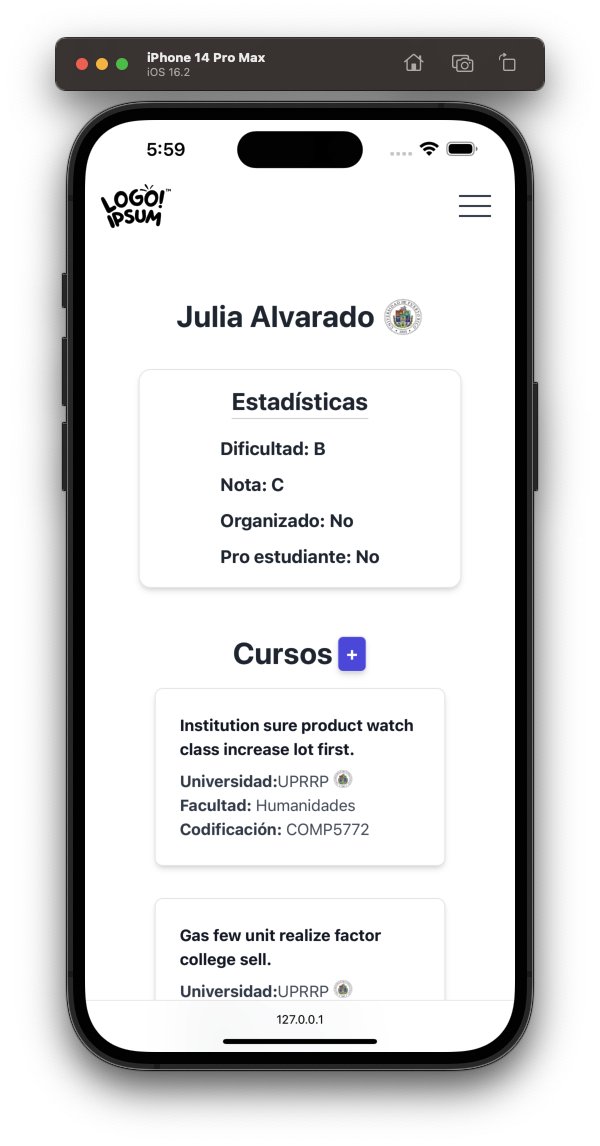 iPhone 14 Pro Max
iOS 16.2
5:59
LOGO! ™
IPSUM
Julia Alvarado
Estadísticas
Dificultad: B
Nota: C
Organizado: No
Pro estudiante: No
Cursos +
Institution sure product watch
class increase lot first.
Universidad:UPRRP
Facultad: Humanidades
Codificación: COMP5772
Gas few unit realize factor
college sell.
Universidad:UPRRP
127.0.0.1